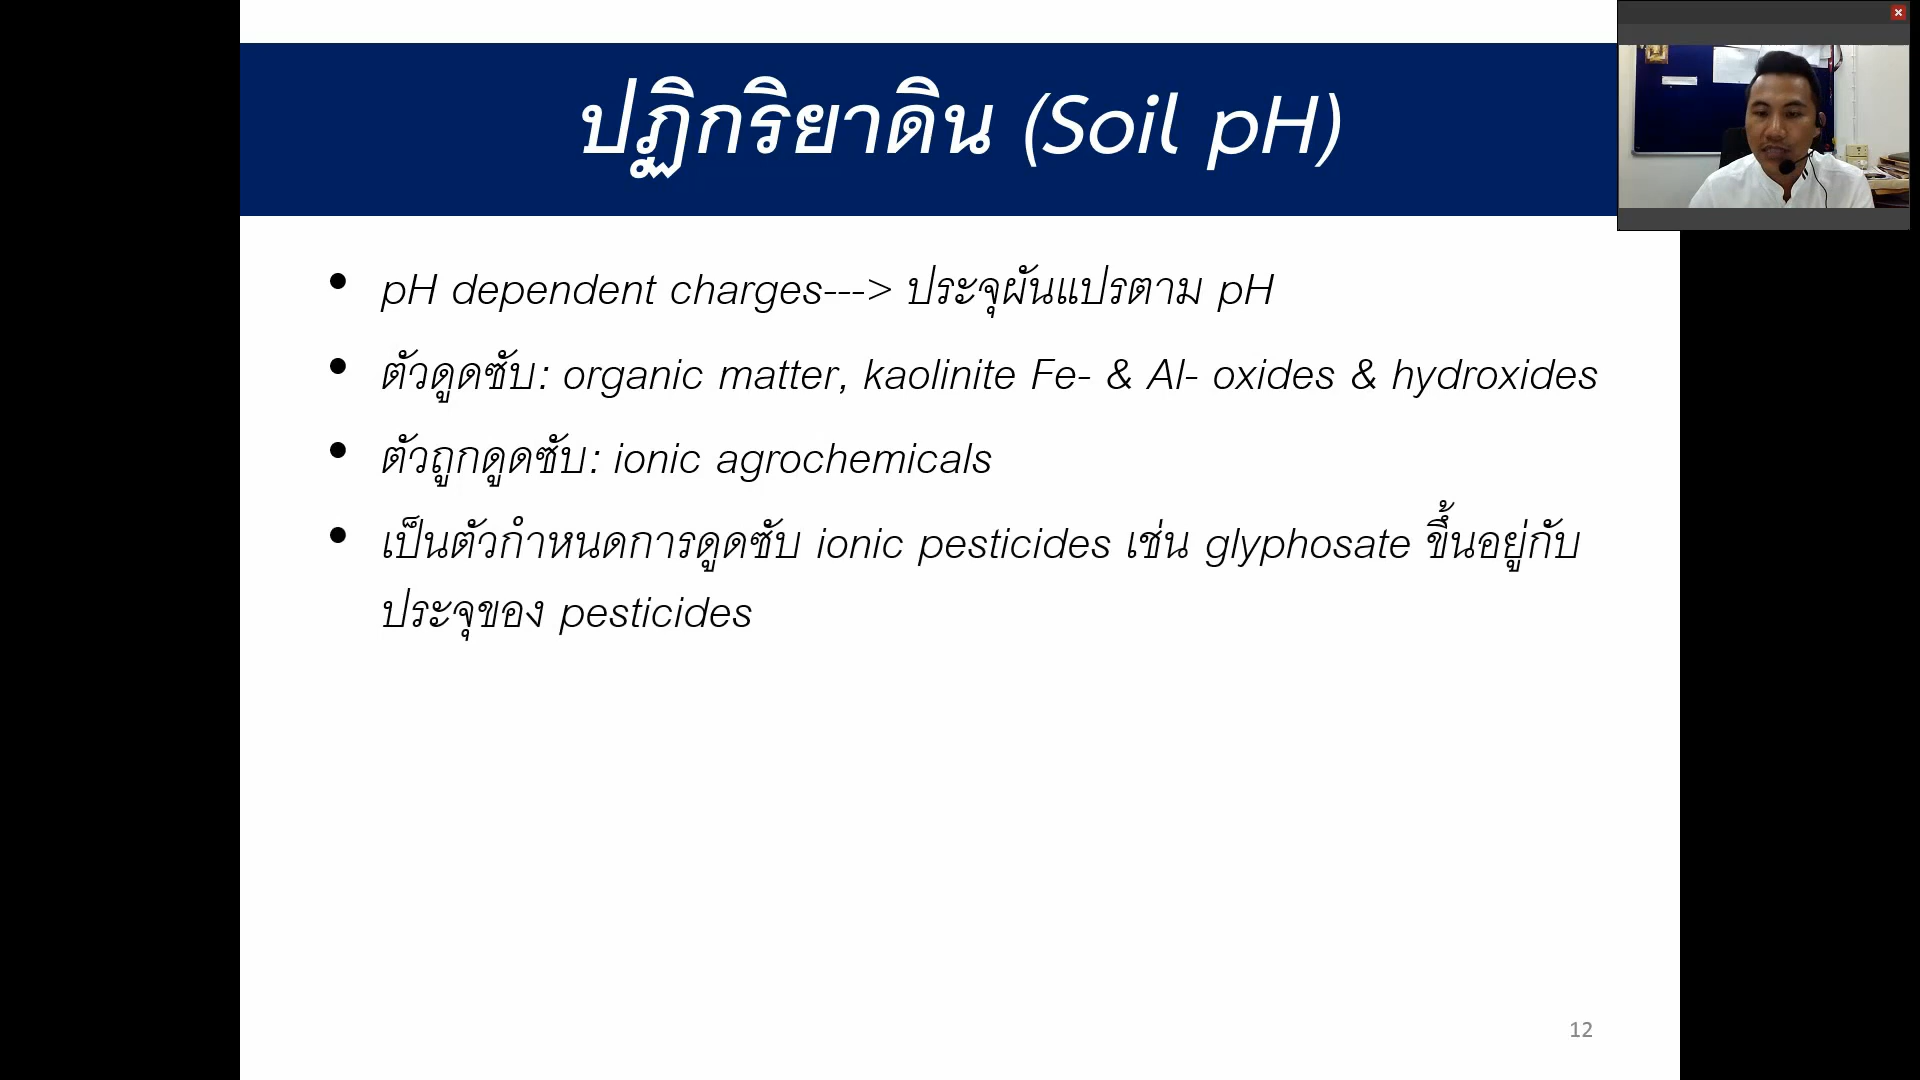 ปฏิกริยาดิน (Soil pH)
• pH dependent charges---> ประจุผันแปรตาม pH
• ตัวดูดซับ: organic matter, kaolinite Fe- & Al- oxides & hydroxides
• ตัวถูกดูดซับ: ionic agrochemicals
• เป็นตัวกำหนดการดูดซับ ionic pesticides เช่น glyphosate ขึ้นอยู่กับ
ประจุของ pesticides
12